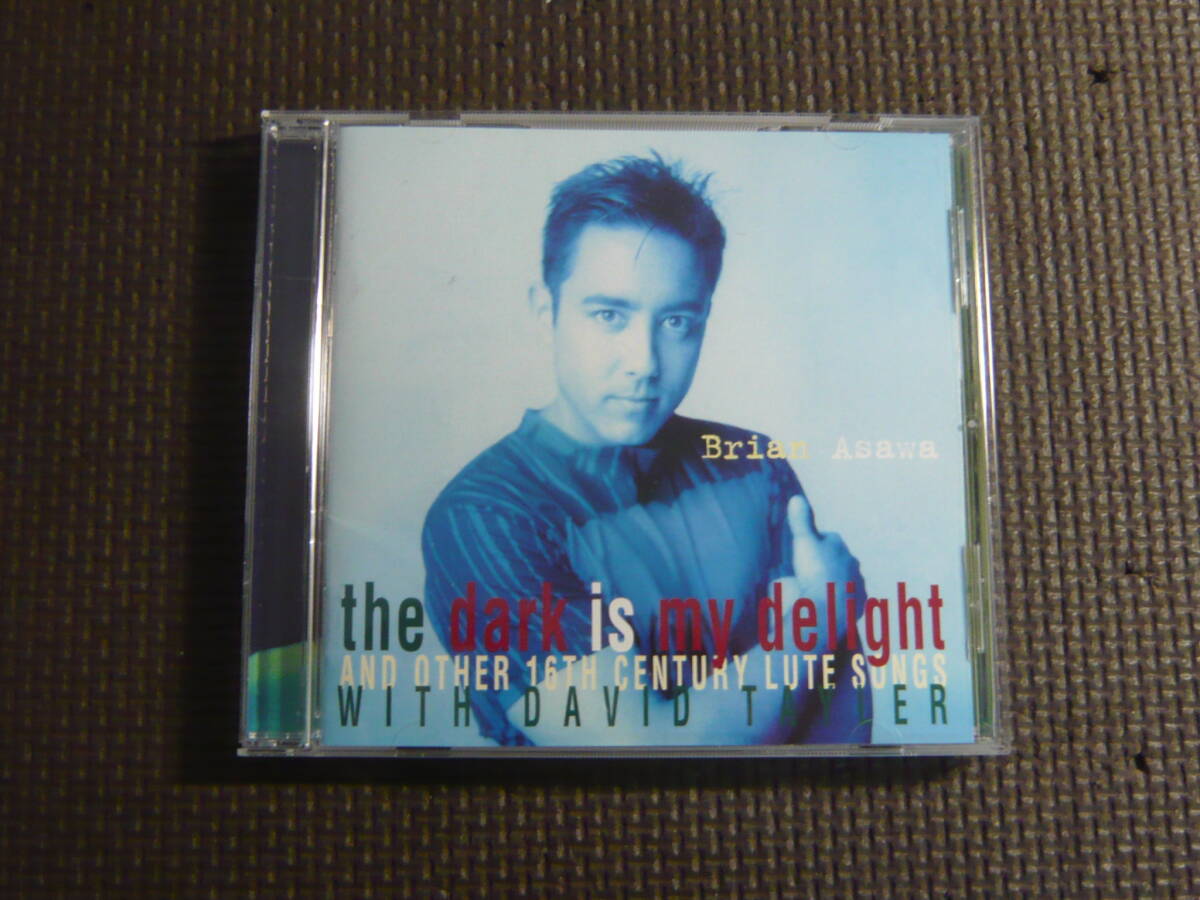 Brian Asawa
the dark is my delight
AND OTHER 16TH CENTURY LUTE SONGS
WITH DAVID TAYLER